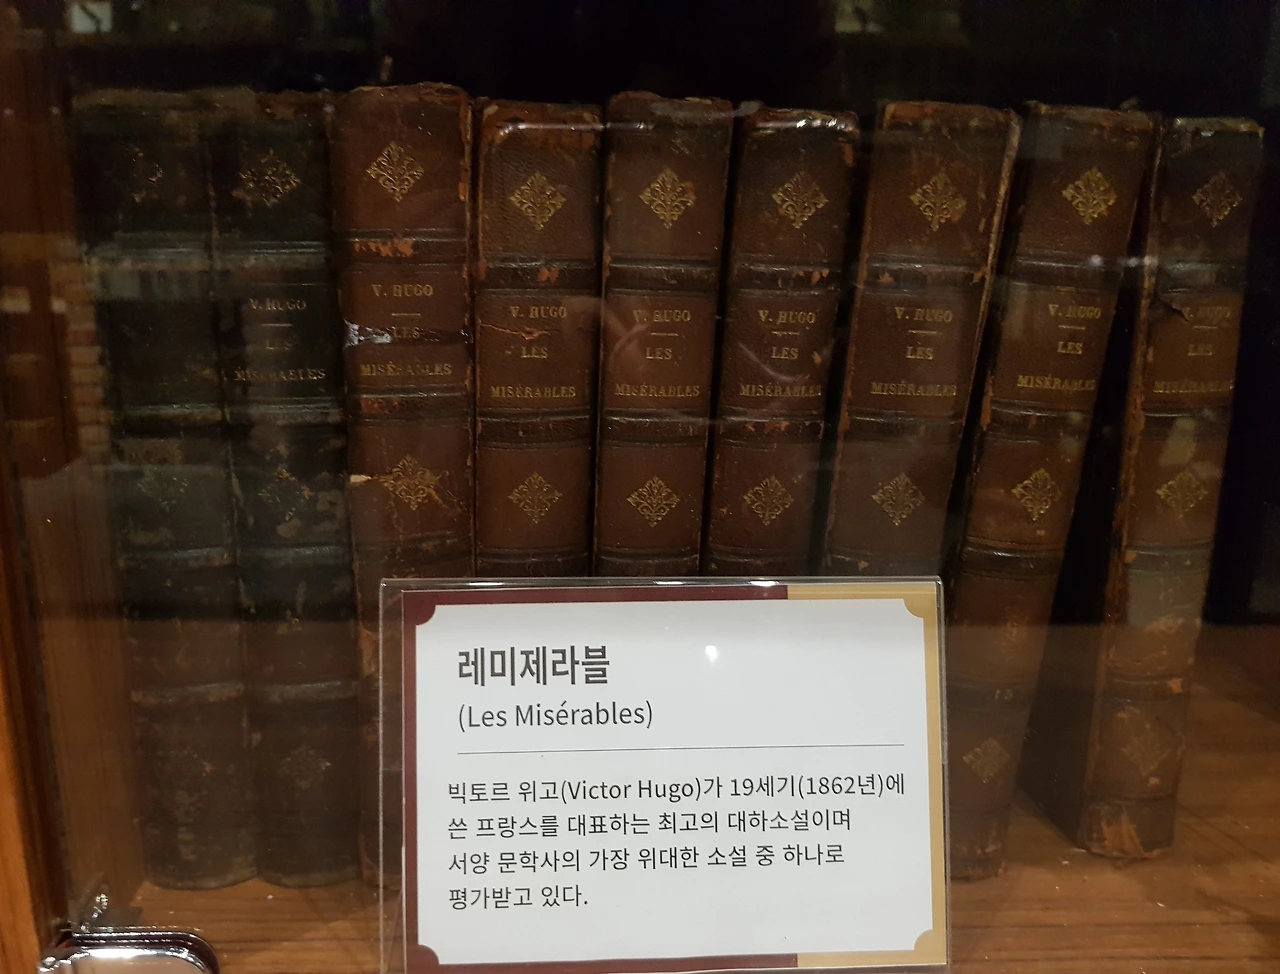 V. HUGO
LES
MISÉRABLES
V. HUGO
LES
MISÉRABLES
V. HUGO
LES
MISÉRABLES
V. HUGO
LES
MISÉRABLES
V. HUGO
LES
MISÉRABLES
V. HUGO
LES
MISÉRABLES
V. HUGO
LES
MISÉRABLES
V. HUGO
LES
MISÉRABLES
레미제라블
(Les Misérables)
빅토르 위고(Victor Hugo)가 19세기(1862년)에
쓴 프랑스를 대표하는 최고의 대하소설이며
서양 문학사의 가장 위대한 소설 중 하나로
평가받고 있다.